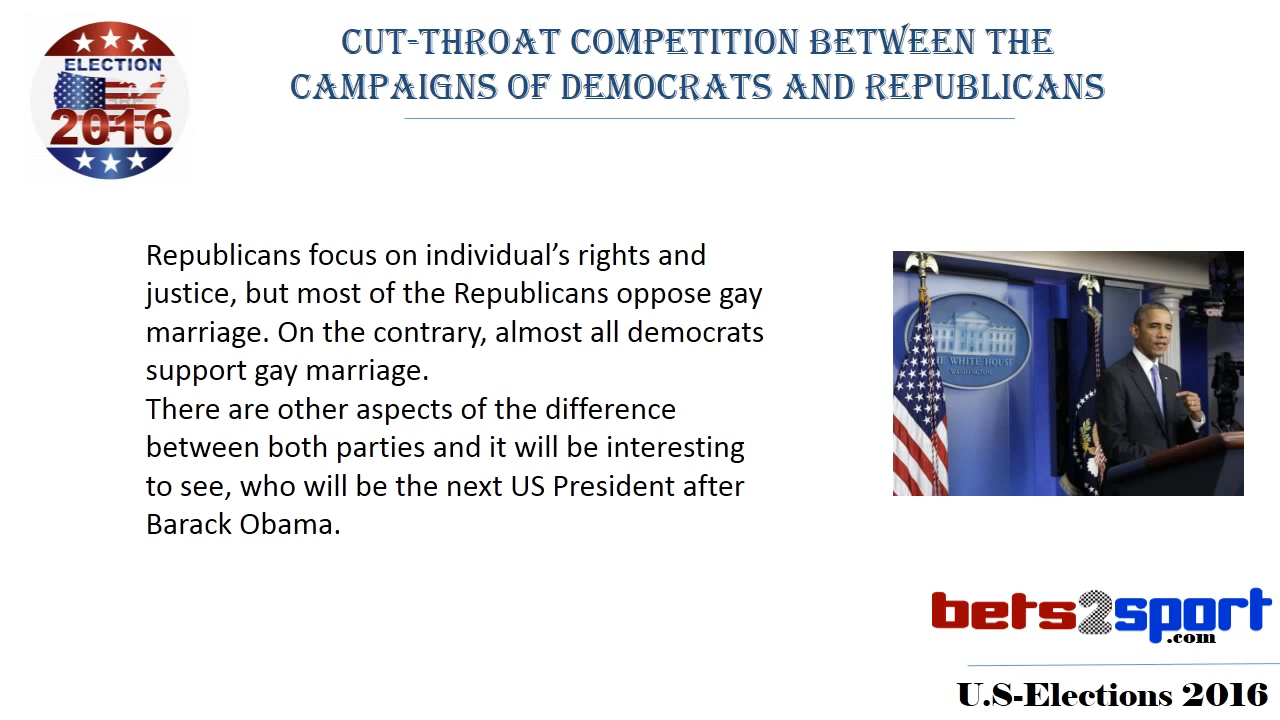 CUT-THROAT COMPETITION BETWEEN THE
CAMPAIGNS OF DEMOCRATS AND REPUBLICANS
ELECTION
2016
Republicans focus on individual’s rights and
justice, but most of the Republicans oppose gay
marriage. On the contrary, almost all democrats
support gay marriage.
There are other aspects of the difference
between both parties and it will be interesting
to see, who will be the next US President after
Barack Obama.
THE WHITE HOUSE
WASHINGTON
bets2sport
.com
U.S-Elections 2016